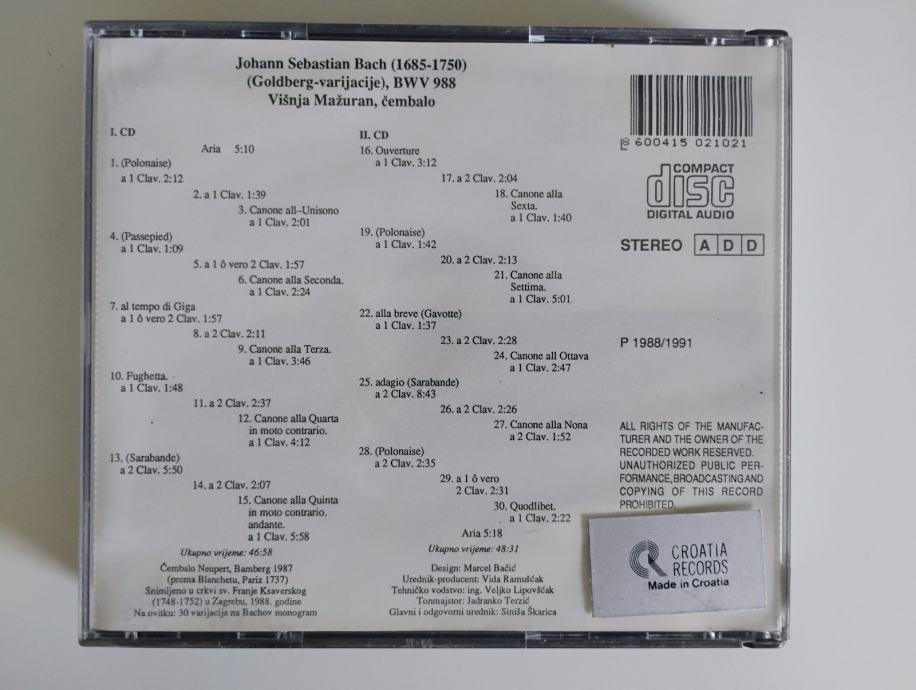 Johann Sebastian Bach (1685-1750)
(Goldberg-varijacije), BWV 988
Višnja Mažuran, čembalo
I. CD
Aria 5:10
1. (Polonaise)
a 1 Clav. 2:12
2. a 1 Clav. 1:39
3. Canone all–Unisono
a 1 Clav. 2:01
4. (Passepied)
a 1 Clav. 1:09
5. a 1 ô vero 2 Clav. 1:57
6. Canone alla Seconda.
a 1 Clav. 2:24
7. al tempo di Giga
a 1 ô vero 2 Clav. 1:57
8. a 2 Clav. 2:11
9. Canone alla Terza.
a 1 Clav. 3:46
10. Fughetta.
a 1 Clav. 1:48
11. a 2 Clav. 2:37
12. Canone alla Quarta
in moto contrario.
a 1 Clav. 4:12
13. (Sarabande)
a 2 Clav. 5:50
14. a 2 Clav. 2:07
15. Canone alla Quinta
in moto contrario.
andante.
a 1 Clav. 5:58
Ukupno vrijeme: 46:58
Čembalo Neupert, Bamberg 1987
(prema Blanchetu, Pariz 1737)
Snimljeno u crkvi sv. Franje Ksaverskog
(1748-1752) u Zagrebu, 1988. godine
Na ovitku: 30 varijacija na Bachov monogram
II. CD
16. Ouverture
a 1 Clav. 3:12
17. a 2 Clav. 2:04
18. Canone alla
Sexta.
a 1 Clav. 1:40
19. (Polonaise)
a 1 Clav. 1:42
20. a 2 Clav. 2:13
21. Canone alla
Settima.
a 1 Clav. 5:01
22. alla breve (Gavotte)
a 1 Clav. 1:37
23. a 2 Clav. 2:28
24. Canone all Ottava
a 1 Clav. 2:47
25. adagio (Sarabande)
a 2 Clav. 8:43
26. a 2 Clav. 2:26
27. Canone alla Nona
a 2 Clav. 1:52
28. (Polonaise)
a 2 Clav. 2:35
29. a 1 ô vero
2 Clav. 2:31
30. Quodlibet.
a 1 Clav. 2:22
Aria 5:18
Ukupno vrijeme: 48:31
Design: Marcel Bačić
Urednik-producent: Vida Ramušćak
Tehničko vodstvo: ing. Veljko Lipovšćak
Tonmajstor: Jadranko Terzić
Glavni i odgovorni urednik: Siniša Škarica
8 600415 021021
COMPACT
disc
DIGITAL AUDIO
STEREO A D D
P 1988/1991
ALL RIGHTS OF THE MANUFAC-
TURER AND THE OWNER OF THE
RECORDED WORK RESERVED.
UNAUTHORIZED PUBLIC PER-
FORMANCE, BROADCASTING AND
COPYING OF THIS RECORD
PROHIBITED.
CROATIA
RECORDS
Made in Croatia